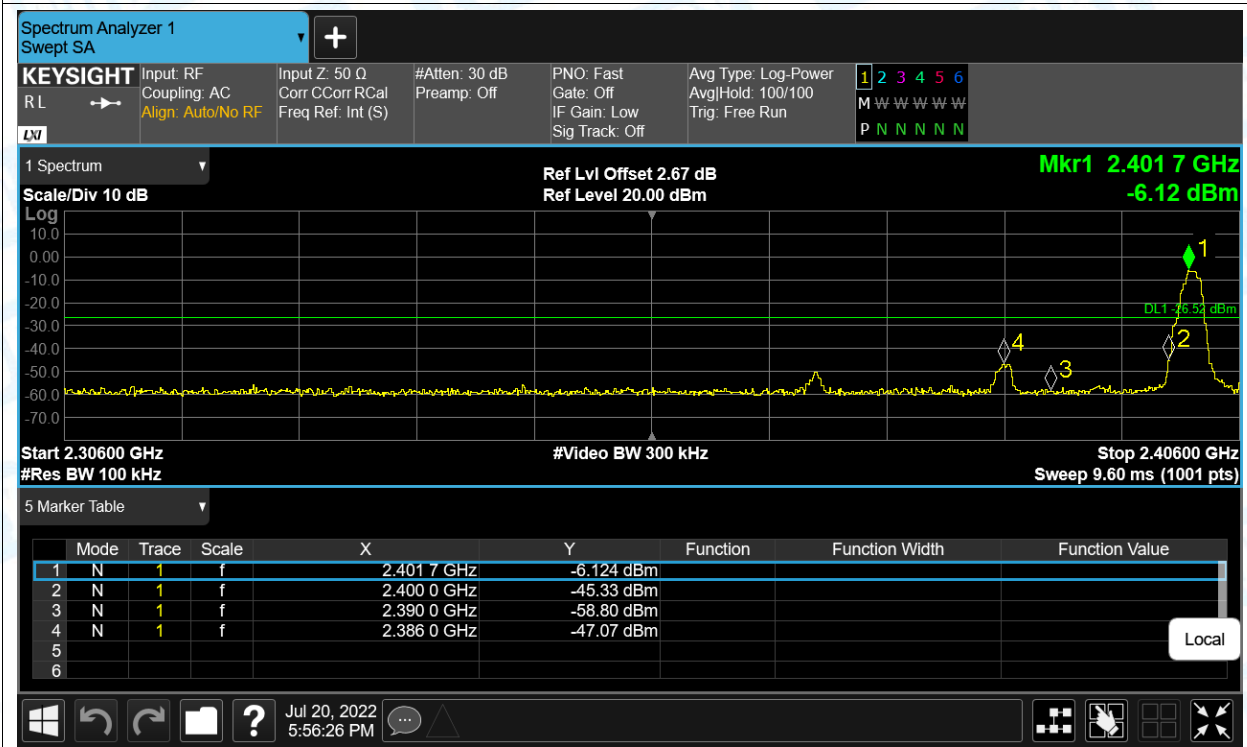 Spectrum Analyzer 1
Swept SA
KEYSIGHT
R L
LXI
Input: RF
Coupling: AC
Align: Auto/No RF
Input Z: 50 Ω
Corr CCorr RCal
Freq Ref: Int (S)
#Atten: 30 dB
Preamp: Off
PNO: Fast
Gate: Off
IF Gain: Low
Sig Track: Off
Avg Type: Log-Power
Avg|Hold: 100/100
Trig: Free Run
1 2 3 4 5 6
M W W W W W
P N N N N N
1 Spectrum
Scale/Div 10 dB
Ref Lvl Offset 2.67 dB
Ref Level 20.00 dBm
Mkr1 2.401 7 GHz
-6.12 dBm
Log
10.0
0.00
-10.0
-20.0
-30.0
-40.0
-50.0
-60.0
-70.0
1
DL1 -26.52 dBm
2
4
3
Start 2.30600 GHz
#Res BW 100 kHz
#Video BW 300 kHz
Stop 2.40600 GHz
Sweep 9.60 ms (1001 pts)
5 Marker Table
Mode Trace Scale X Y Function Function Width Function Value
1 N 1 f 2.401 7 GHz -6.124 dBm
2 N 1 f 2.400 0 GHz -45.33 dBm
3 N 1 f 2.390 0 GHz -58.80 dBm
4 N 1 f 2.386 0 GHz -47.07 dBm
5
6
Local
?
Jul 20, 2022
5:56:26 PM